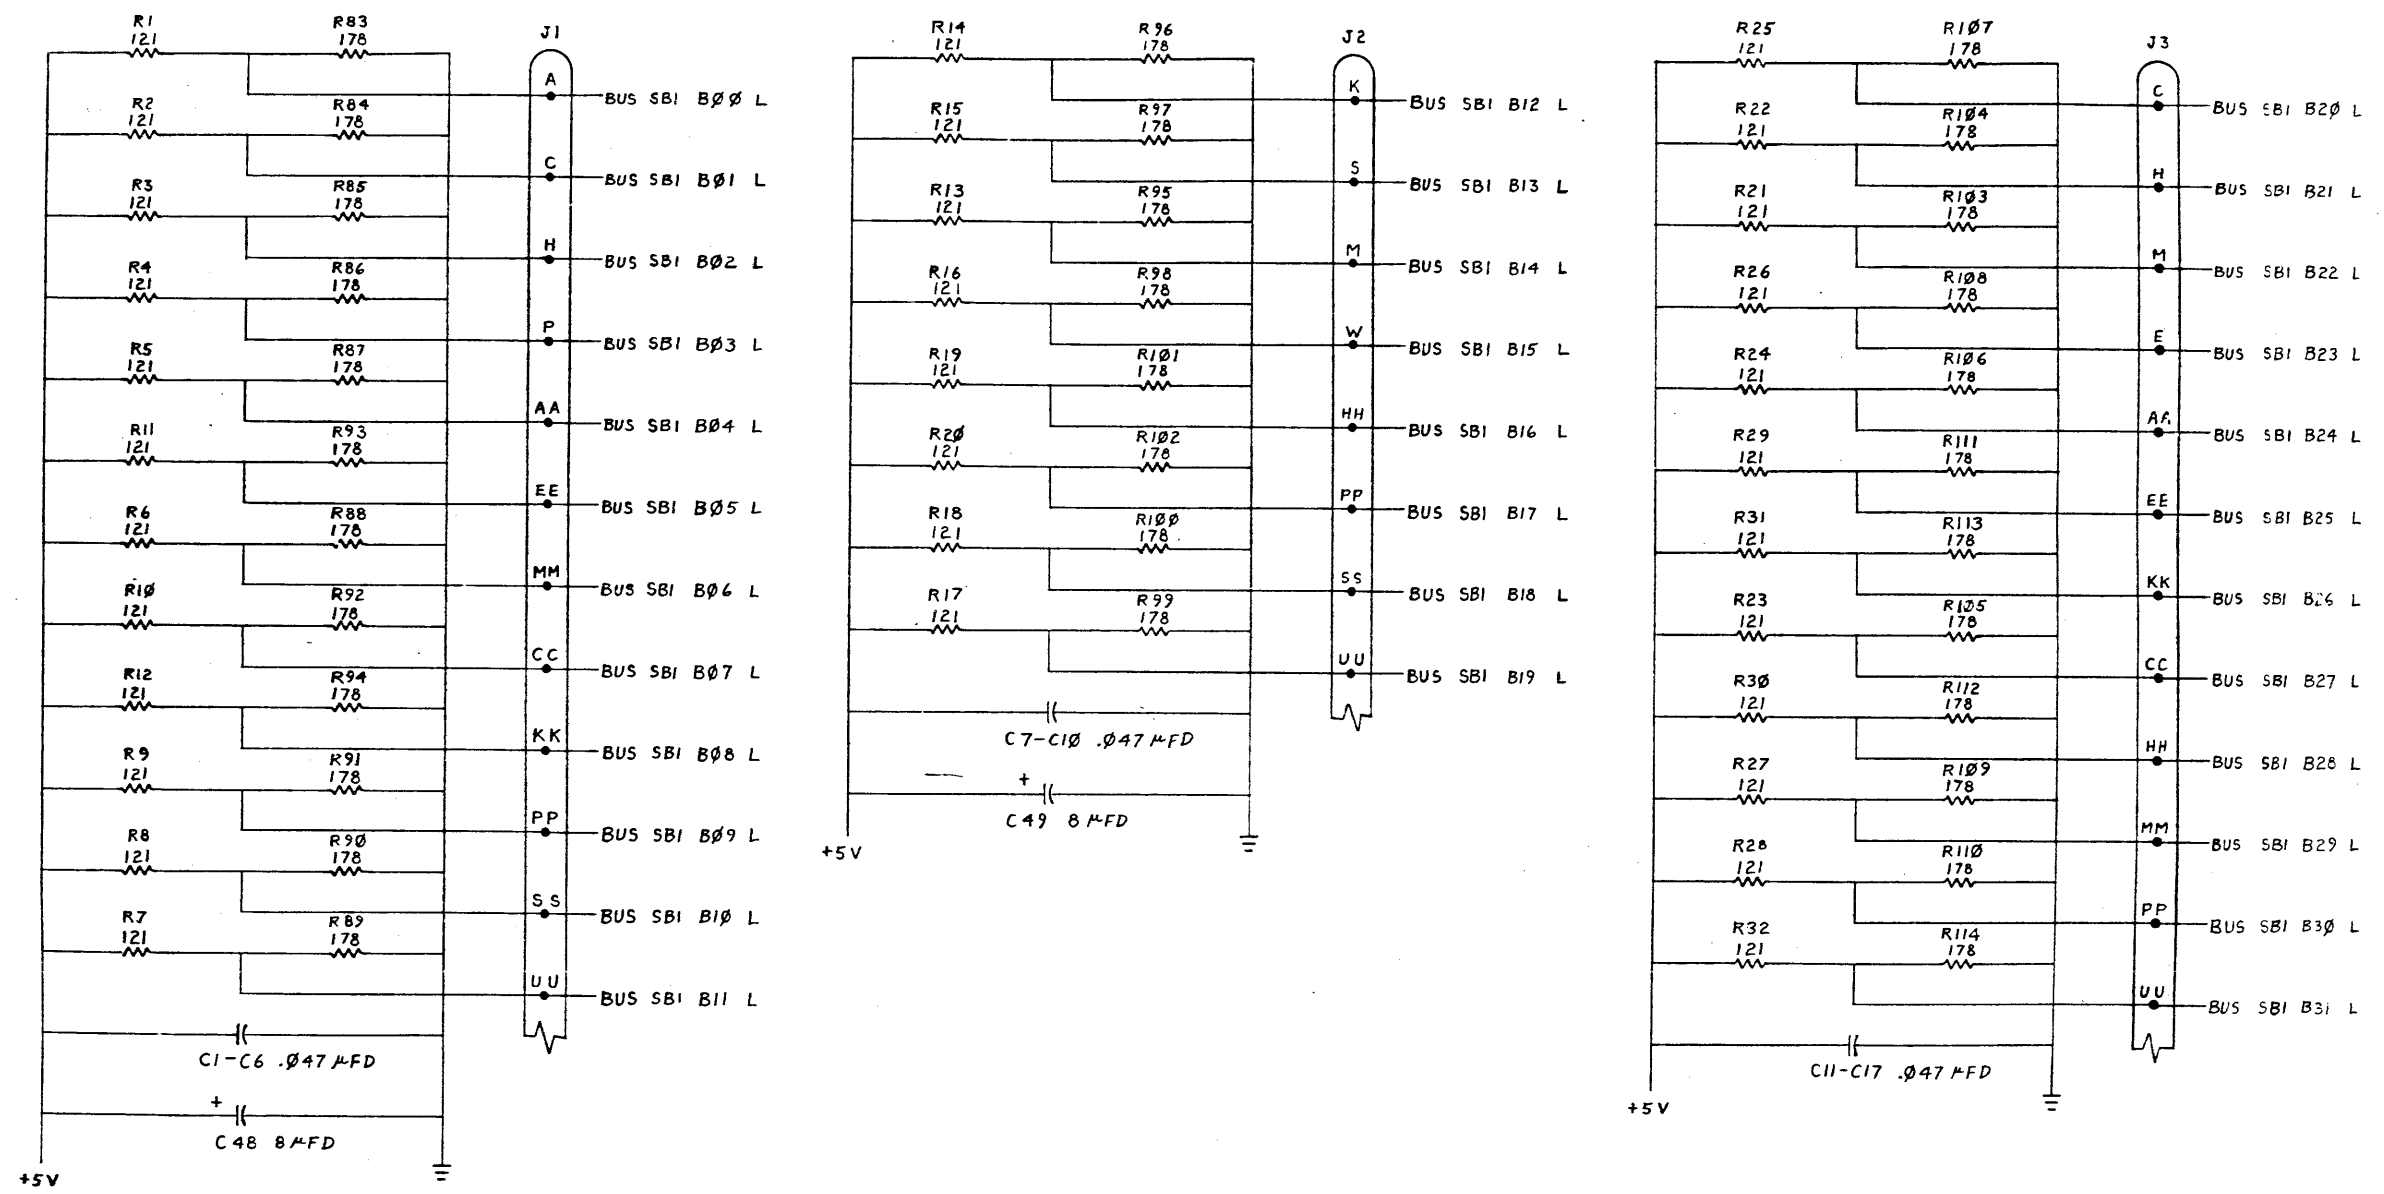 R1
121
R83
178
J1
A
BUS SBI BØØ L
R2
121
R84
178
C
BUS SBI BØ1 L
R3
121
R85
178
H
BUS SBI BØ2 L
R4
121
R86
178
P
BUS SBI BØ3 L
R5
121
R87
178
AA
BUS SBI BØ4 L
R11
121
R93
178
EE
BUS SBI BØ5 L
R6
121
R88
178
MM
BUS SBI BØ6 L
R1Ø
121
R92
178
CC
BUS SBI BØ7 L
R12
121
R94
178
KK
BUS SBI BØ8 L
R9
121
R91
178
PP
BUS SBI BØ9 L
R8
121
R9Ø
178
SS
BUS SBI B1Ø L
R7
121
R89
178
UU
BUS SBI B11 L
C1-C6 .Ø47 µFD
+
C48 8µFD
+5V
R14
121
R96
178
J2
K
BUS SBI B12 L
R15
121
R97
178
S
BUS SBI B13 L
R13
121
R95
178
M
BUS SBI B14 L
R16
121
R98
178
W
BUS SBI B15 L
R19
121
R1Ø1
178
HH
BUS SBI B16 L
R2Ø
121
R1Ø2
178
PP
BUS SBI B17 L
R18
121
R1ØØ
178
SS
BUS SBI B18 L
R17
121
R99
178
UU
BUS SBI B19 L
C7-C1Ø .Ø47 µFD
+
C49 8 µFD
+5V
R25
121
R1Ø7
178
J3
C
BUS SBI B2Ø L
R22
121
R1Ø4
178
H
BUS SBI B21 L
R21
121
R1Ø3
178
M
BUS SBI B22 L
R26
121
R1Ø8
178
E
BUS SBI B23 L
R24
121
R1Ø6
178
AA
BUS SBI B24 L
R29
121
R111
178
EE
BUS SBI B25 L
R31
121
R113
178
KK
BUS SBI B26 L
R23
121
R1Ø5
178
CC
BUS SBI B27 L
R3Ø
121
R112
178
HH
BUS SBI B28 L
R27
121
R1Ø9
178
MM
BUS SBI B29 L
R28
121
R11Ø
178
PP
BUS SBI B3Ø L
R32
121
R114
178
UU
BUS SBI B31 L
C11-C17 .Ø47 µFD
+5V